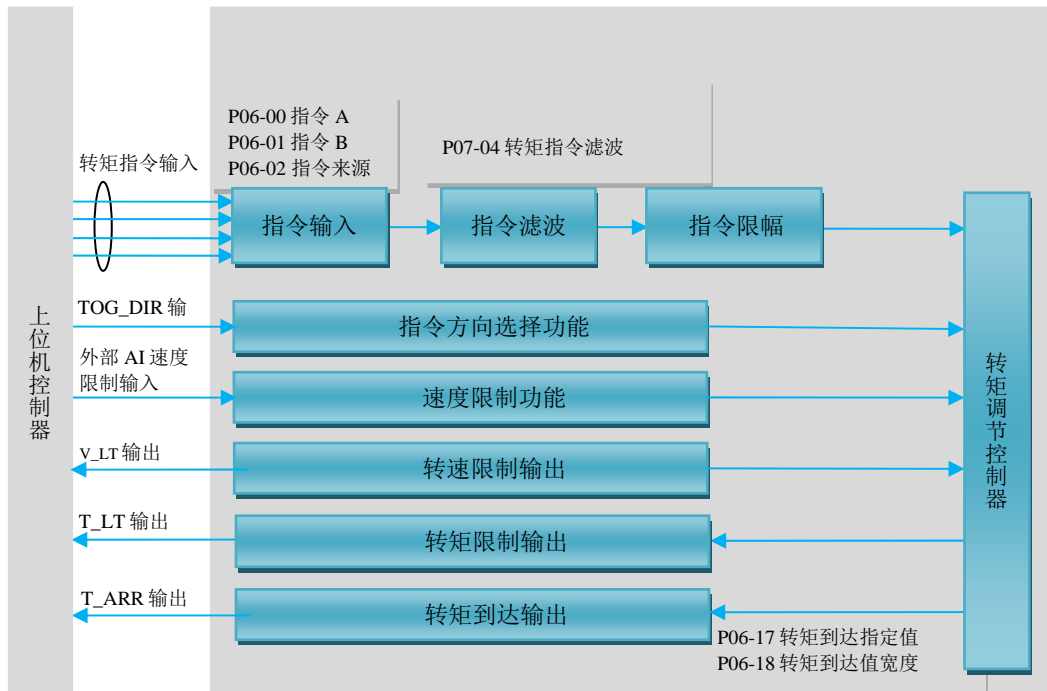 P06-00 指令 A
P06-01 指令 B
P06-02 指令来源
P07-04 转矩指令滤波
转矩指令输入
指令输入
指令滤波
指令限幅
上位机控制器
TOG_DIR 输
指令方向选择功能
外部 AI 速度
限制输入
速度限制功能
转矩调节控制器
V_LT 输出
转速限制输出
T_LT 输出
转矩限制输出
T_ARR 输出
转矩到达输出
P06-17 转矩到达指定值
P06-18 转矩到达值宽度